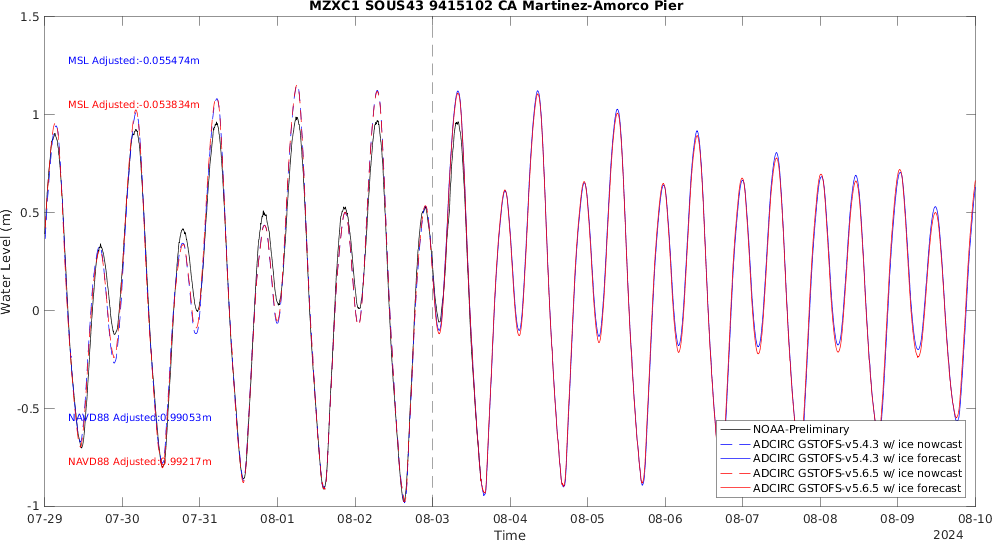 MZXC1 SOUS43 9415102 CA Martinez-Amorco Pier
1.5
1
0.5
0
-0.5
-1
Water Level (m)
MSL Adjusted:-0.055474m
MSL Adjusted:-0.053834m
NAVD88 Adjusted:0.99053m
NAVD88 Adjusted:0.99217m
NOAA-Preliminary
ADCIRC GSTOFS-v5.4.3 w/ ice nowcast
ADCIRC GSTOFS-v5.4.3 w/ ice forecast
ADCIRC GSTOFS-v5.6.5 w/ ice nowcast
ADCIRC GSTOFS-v5.6.5 w/ ice forecast
07-29 07-30 07-31 08-01 08-02 08-03 08-04 08-05 08-06 08-07 08-08 08-09 08-10
Time
2024